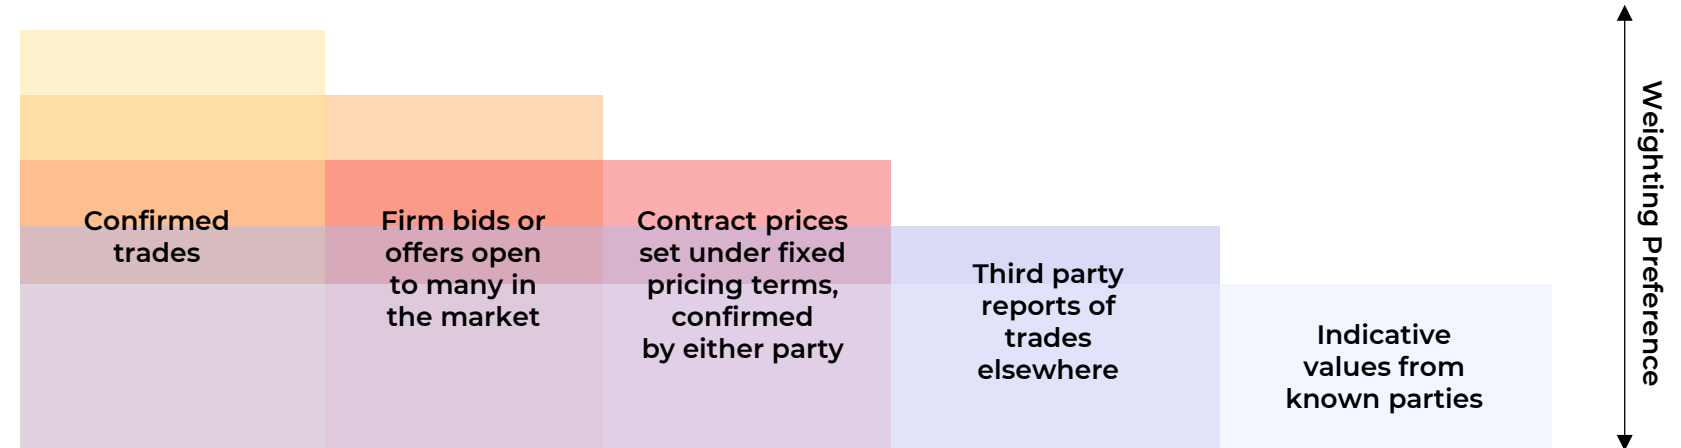 Confirmed
trades
Firm bids or
offers open
to many in
the market
Contract prices
set under fixed
pricing terms,
confirmed
by either party
Third party
reports of
trades
elsewhere
Indicative
values from
known parties
Weighting Preference